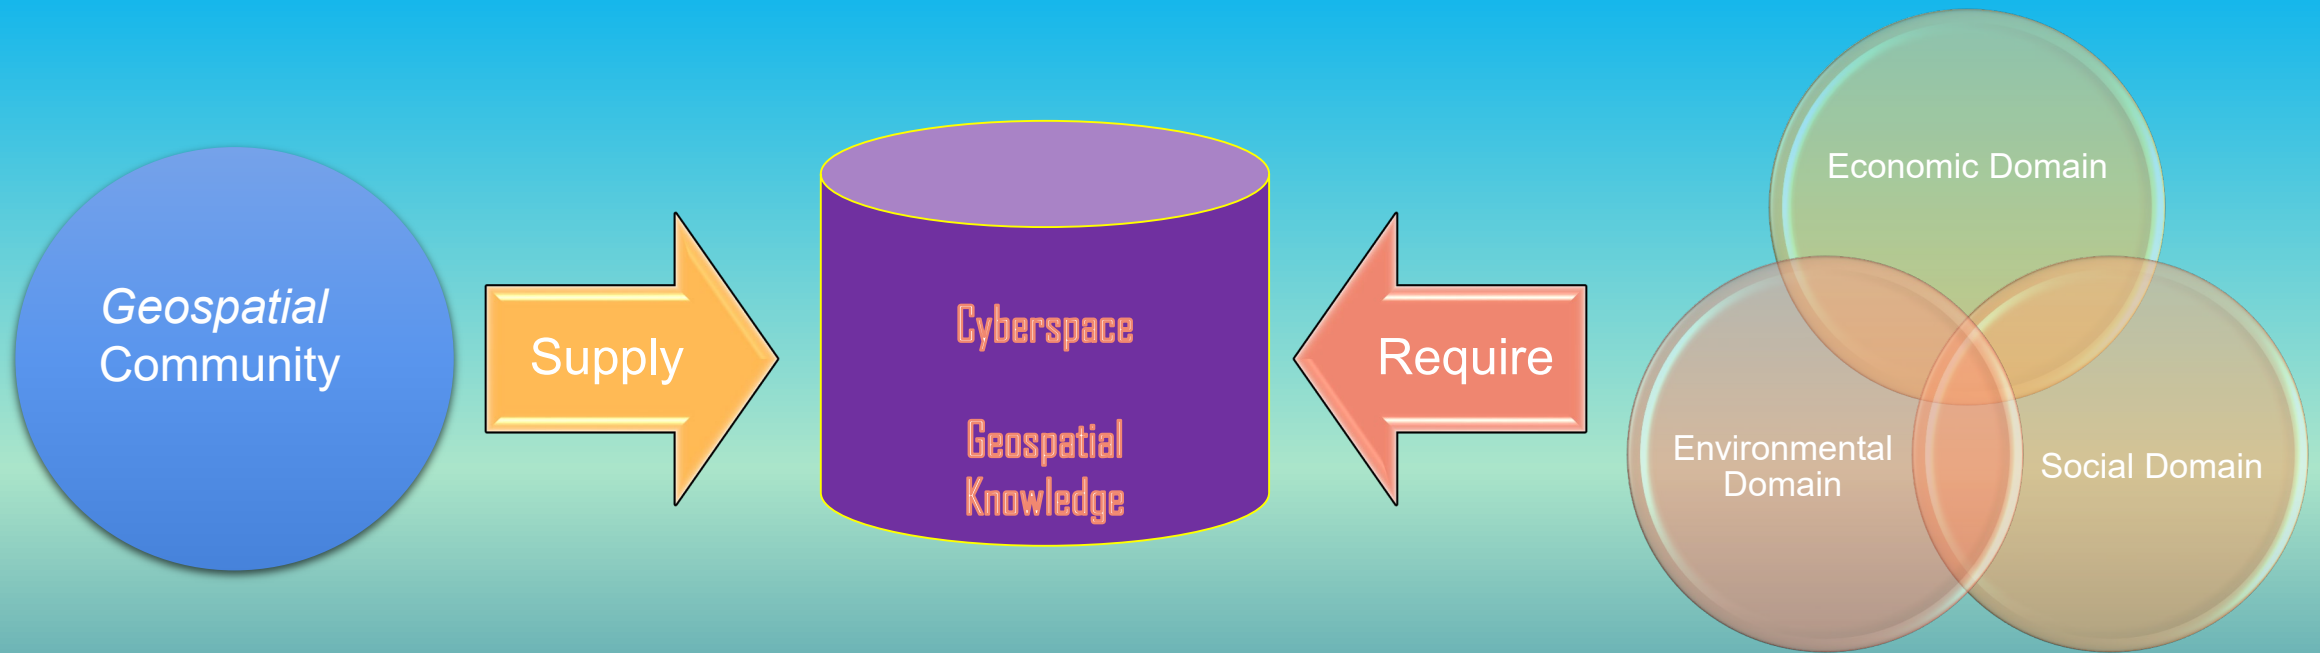 Geospatial
Community
Supply
Cyberspace
Geospatial
Knowledge
Require
Economic Domain
Environmental
Domain
Social Domain